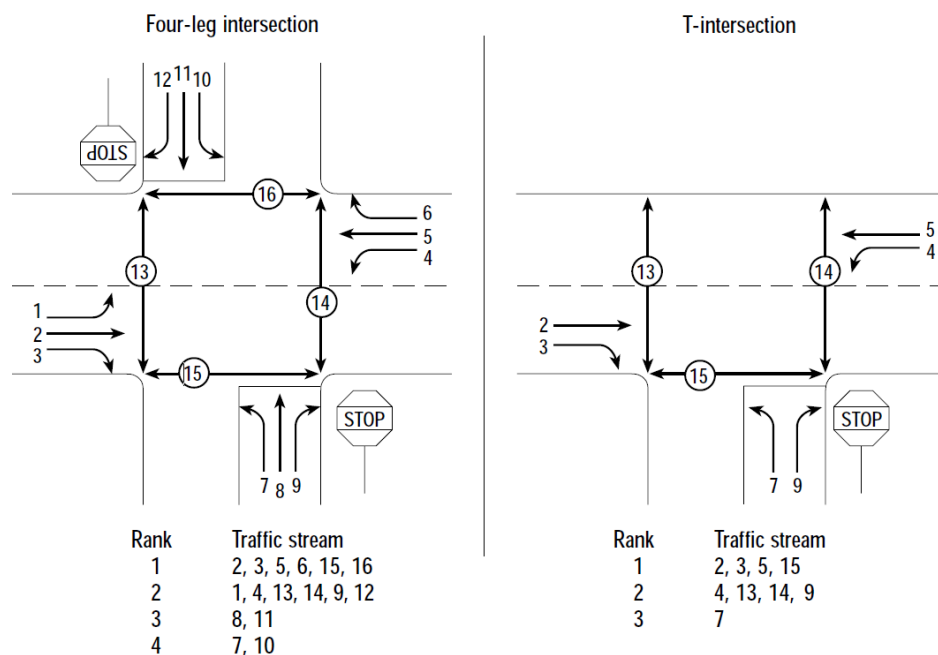 Four-leg intersection
T-intersection
12 11 10
STOP
16
6
5
4
13
14
1
2
3
15
STOP
7 8 9
5
4
13
14
2
3
15
STOP
7 9
Rank Traffic stream
1 2, 3, 5, 6, 15, 16
2 1, 4, 13, 14, 9, 12
3 8, 11
4 7, 10
Rank Traffic stream
1 2, 3, 5, 15
2 4, 13, 14, 9
3 7